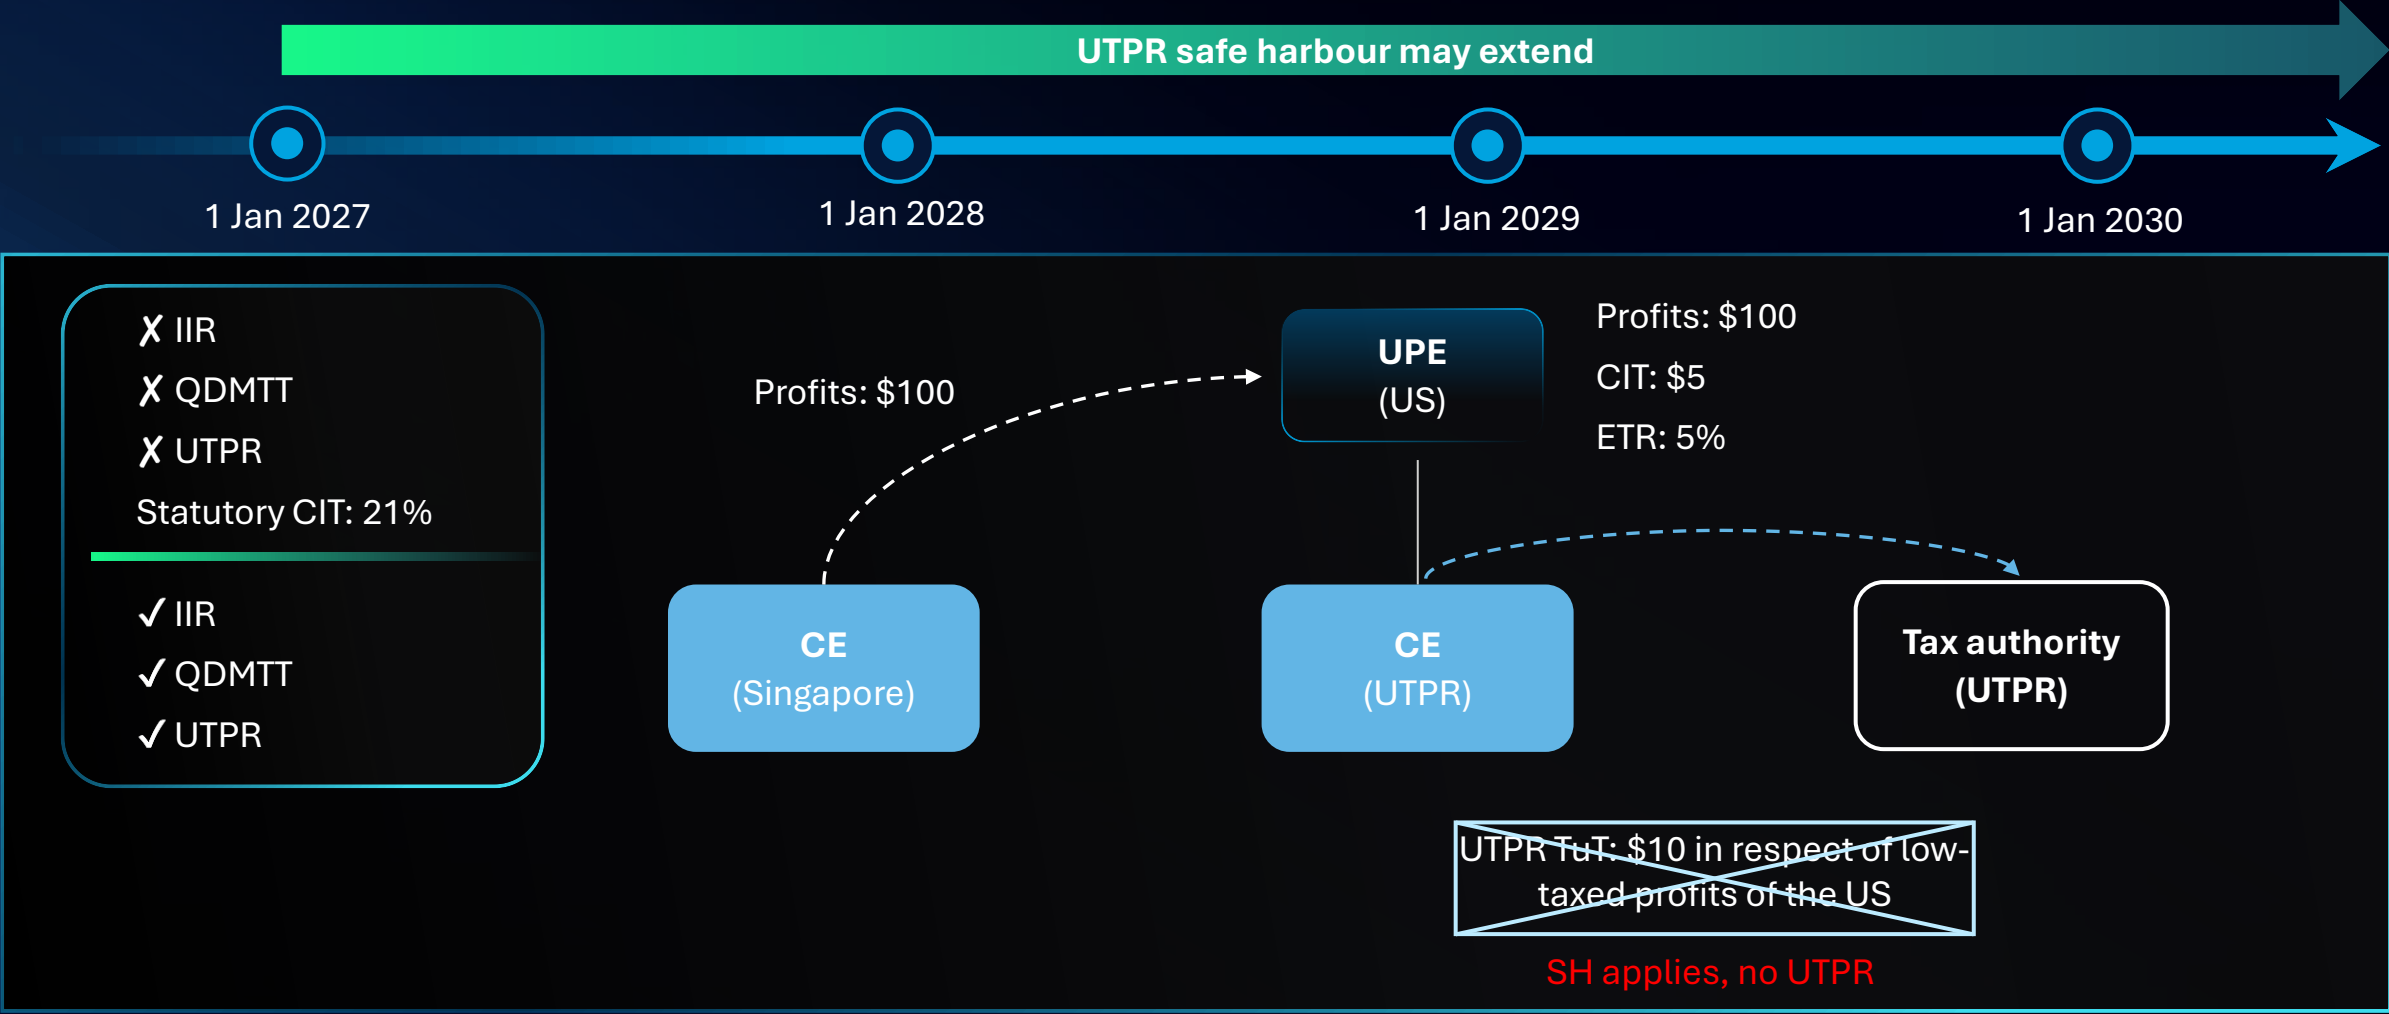 UTPR safe harbour may extend
1 Jan 2027
1 Jan 2028
1 Jan 2029
1 Jan 2030
✗ IIR
✗ QDMTT
✗ UTPR
Statutory CIT: 21%
✓ IIR
✓ QDMTT
✓ UTPR
Profits: $100
UPE
(US)
Profits: $100
CIT: $5
ETR: 5%
CE
(Singapore)
CE
(UTPR)
Tax authority
(UTPR)
UTPR TuT: $10 in respect of low-
taxed profits of the US
SH applies, no UTPR